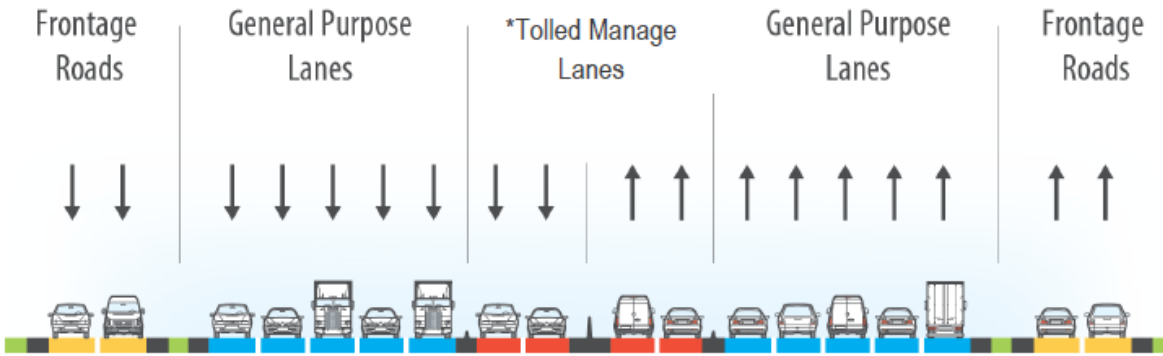 Frontage
Roads
General Purpose
Lanes
*Tolled Manage
Lanes
General Purpose
Lanes
Frontage
Roads